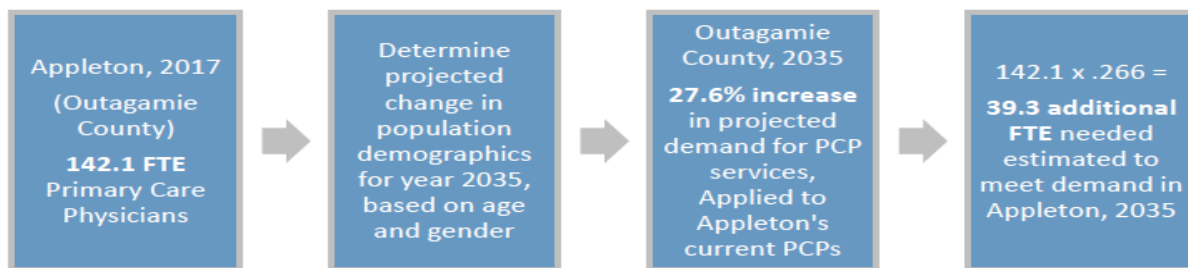 Appleton, 2017
(Outagamie
County)
142.1 FTE
Primary Care
Physicians
Determine
projected
change in
population
demographics
for year 2035,
based on age
and gender
Outagamie
County, 2035
27.6% increase
in projected
demand for PCP
services,
Applied to
Appleton's
current PCPs
142.1 x .266 =
39.3 additional
FTE needed
estimated to
meet demand in
Appleton, 2035